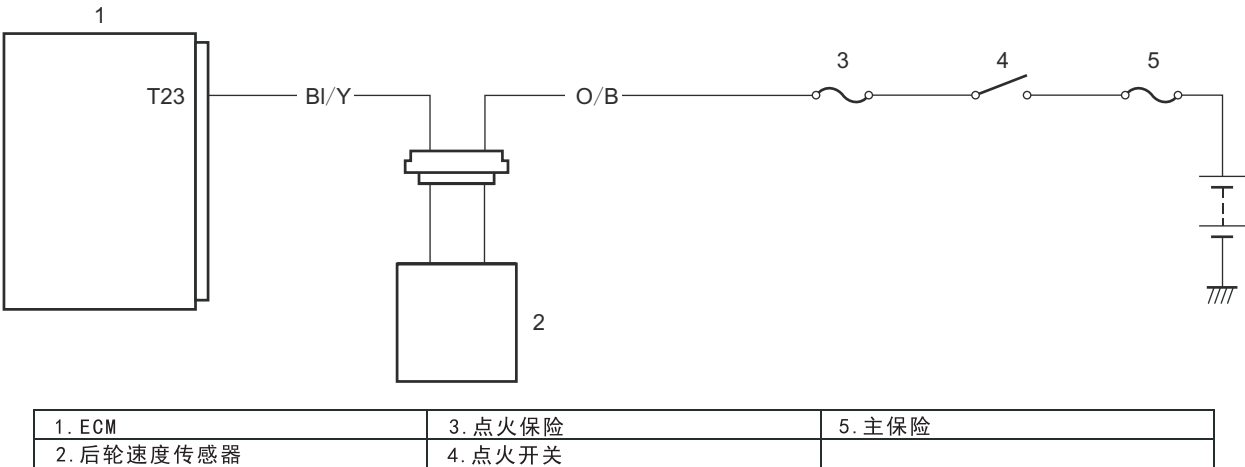 1
3
4
5
T23
Bl/Y
O/B
2
1. ECM
3. 点火保险
5. 主保险
2. 后轮速度传感器
4. 点火开关